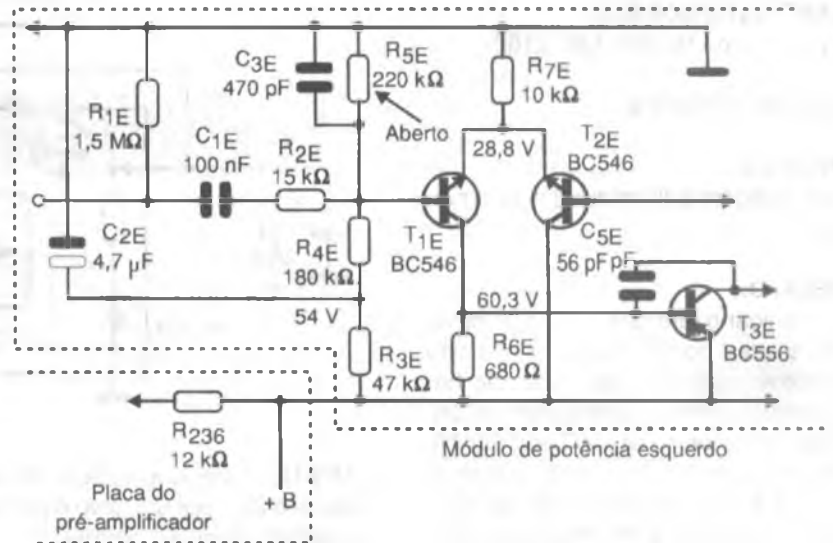 C3E
470 pF
R5E
220 kΩ
Aberto
R7E
10 kΩ
R1E
1,5 MΩ
C1E
100 nF
R2E
15 kΩ
28,8 V
T2E
BC546
C2E
4,7 µF
R4E
180 kΩ
T1E
BC546
C5E
56 pF
pF
54 V
60,3 V
R3E
47 kΩ
R6E
680 Ω
T3E
BC556
R236
12 kΩ
Módulo de potência esquerdo
Placa do
pré-amplificador
+ B